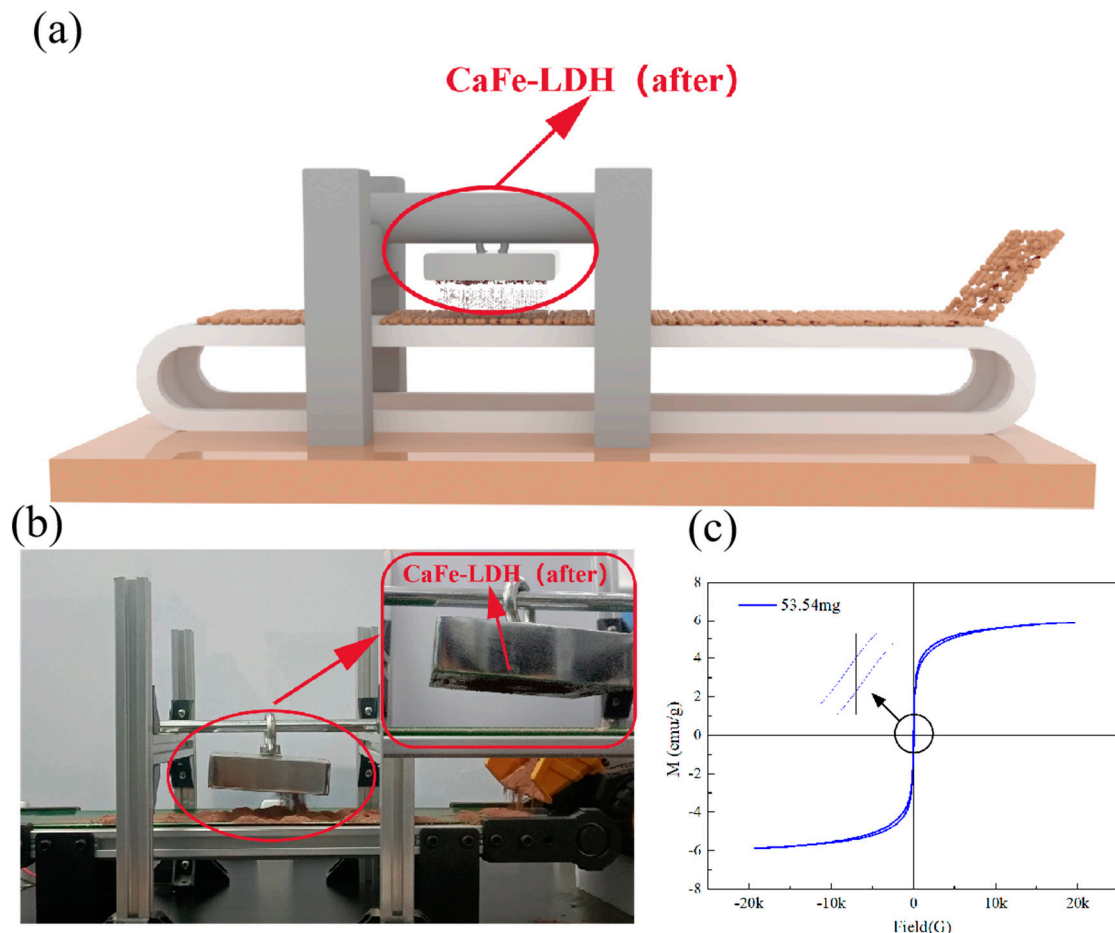 (a)
CaFe-LDH（after）
(b)
CaFe-LDH（after）
(c)
8
6
4
2
0
-2
-4
-6
-8
M (emu/g)
53.54mg
-20k
-10k
0
10k
20k
Field(G)